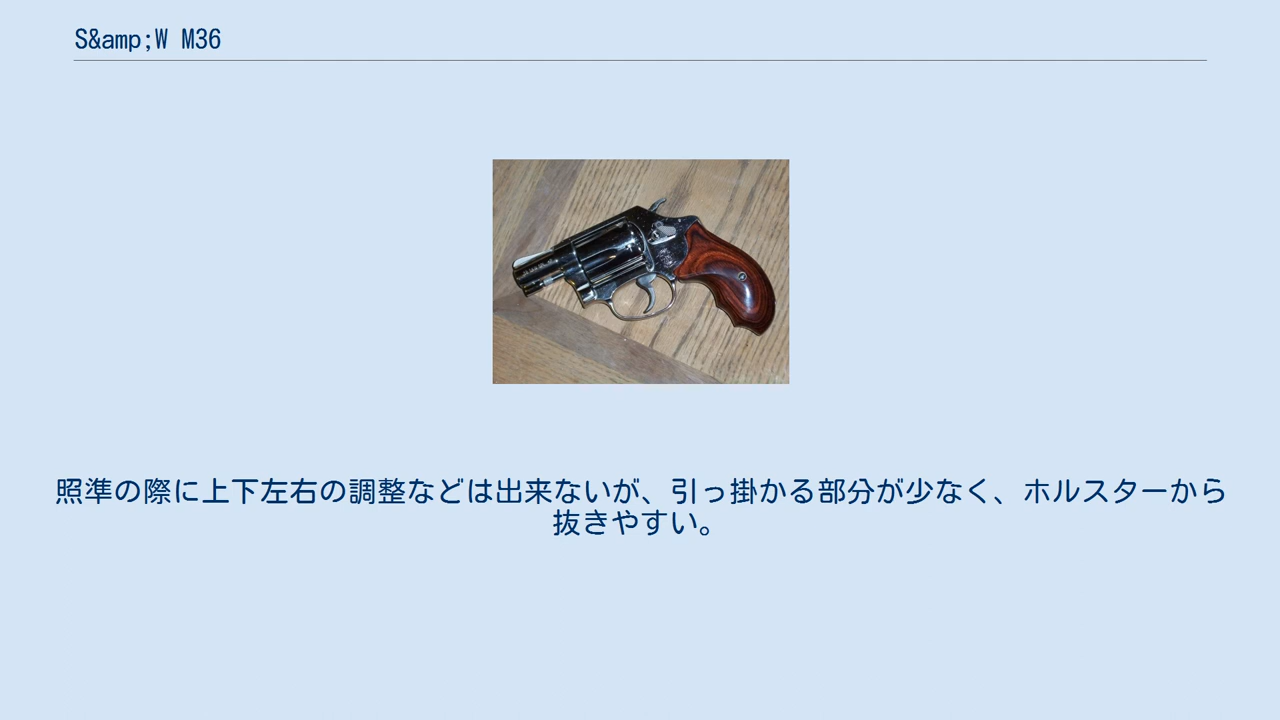 S&amp;W M36
照準の際に上下左右の調整などは出来ないが、引っ掛かる部分が少なく、ホルスターから
抜きやすい。